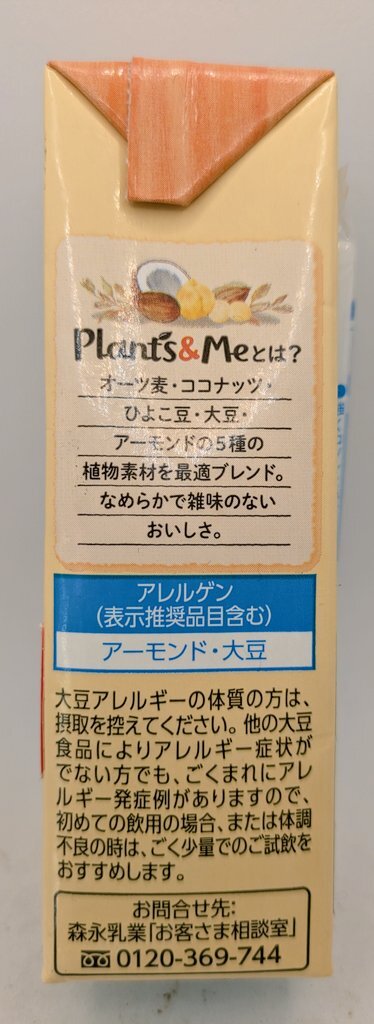 Plant's&Meとは?
オーツ麦・ココナッツ・
ひよこ豆・大豆・
アーモンドの5種の
植物素材を最適ブレンド。
なめらかで雑味のない
おいしさ。
アレルゲン
(表示推奨品目含む)
アーモンド・大豆
大豆アレルギーの体質の方は、
摂取を控えてください。他の大豆
食品によりアレルギー症状が
でない方でも、ごくまれにアレ
ルギー発症例がありますので、
初めての飲用の場合、または体調
不良の時は、ごく少量でのご試飲を
おすすめします。
お問合せ先:
森永乳業「お客さま相談室」
0120-369-744